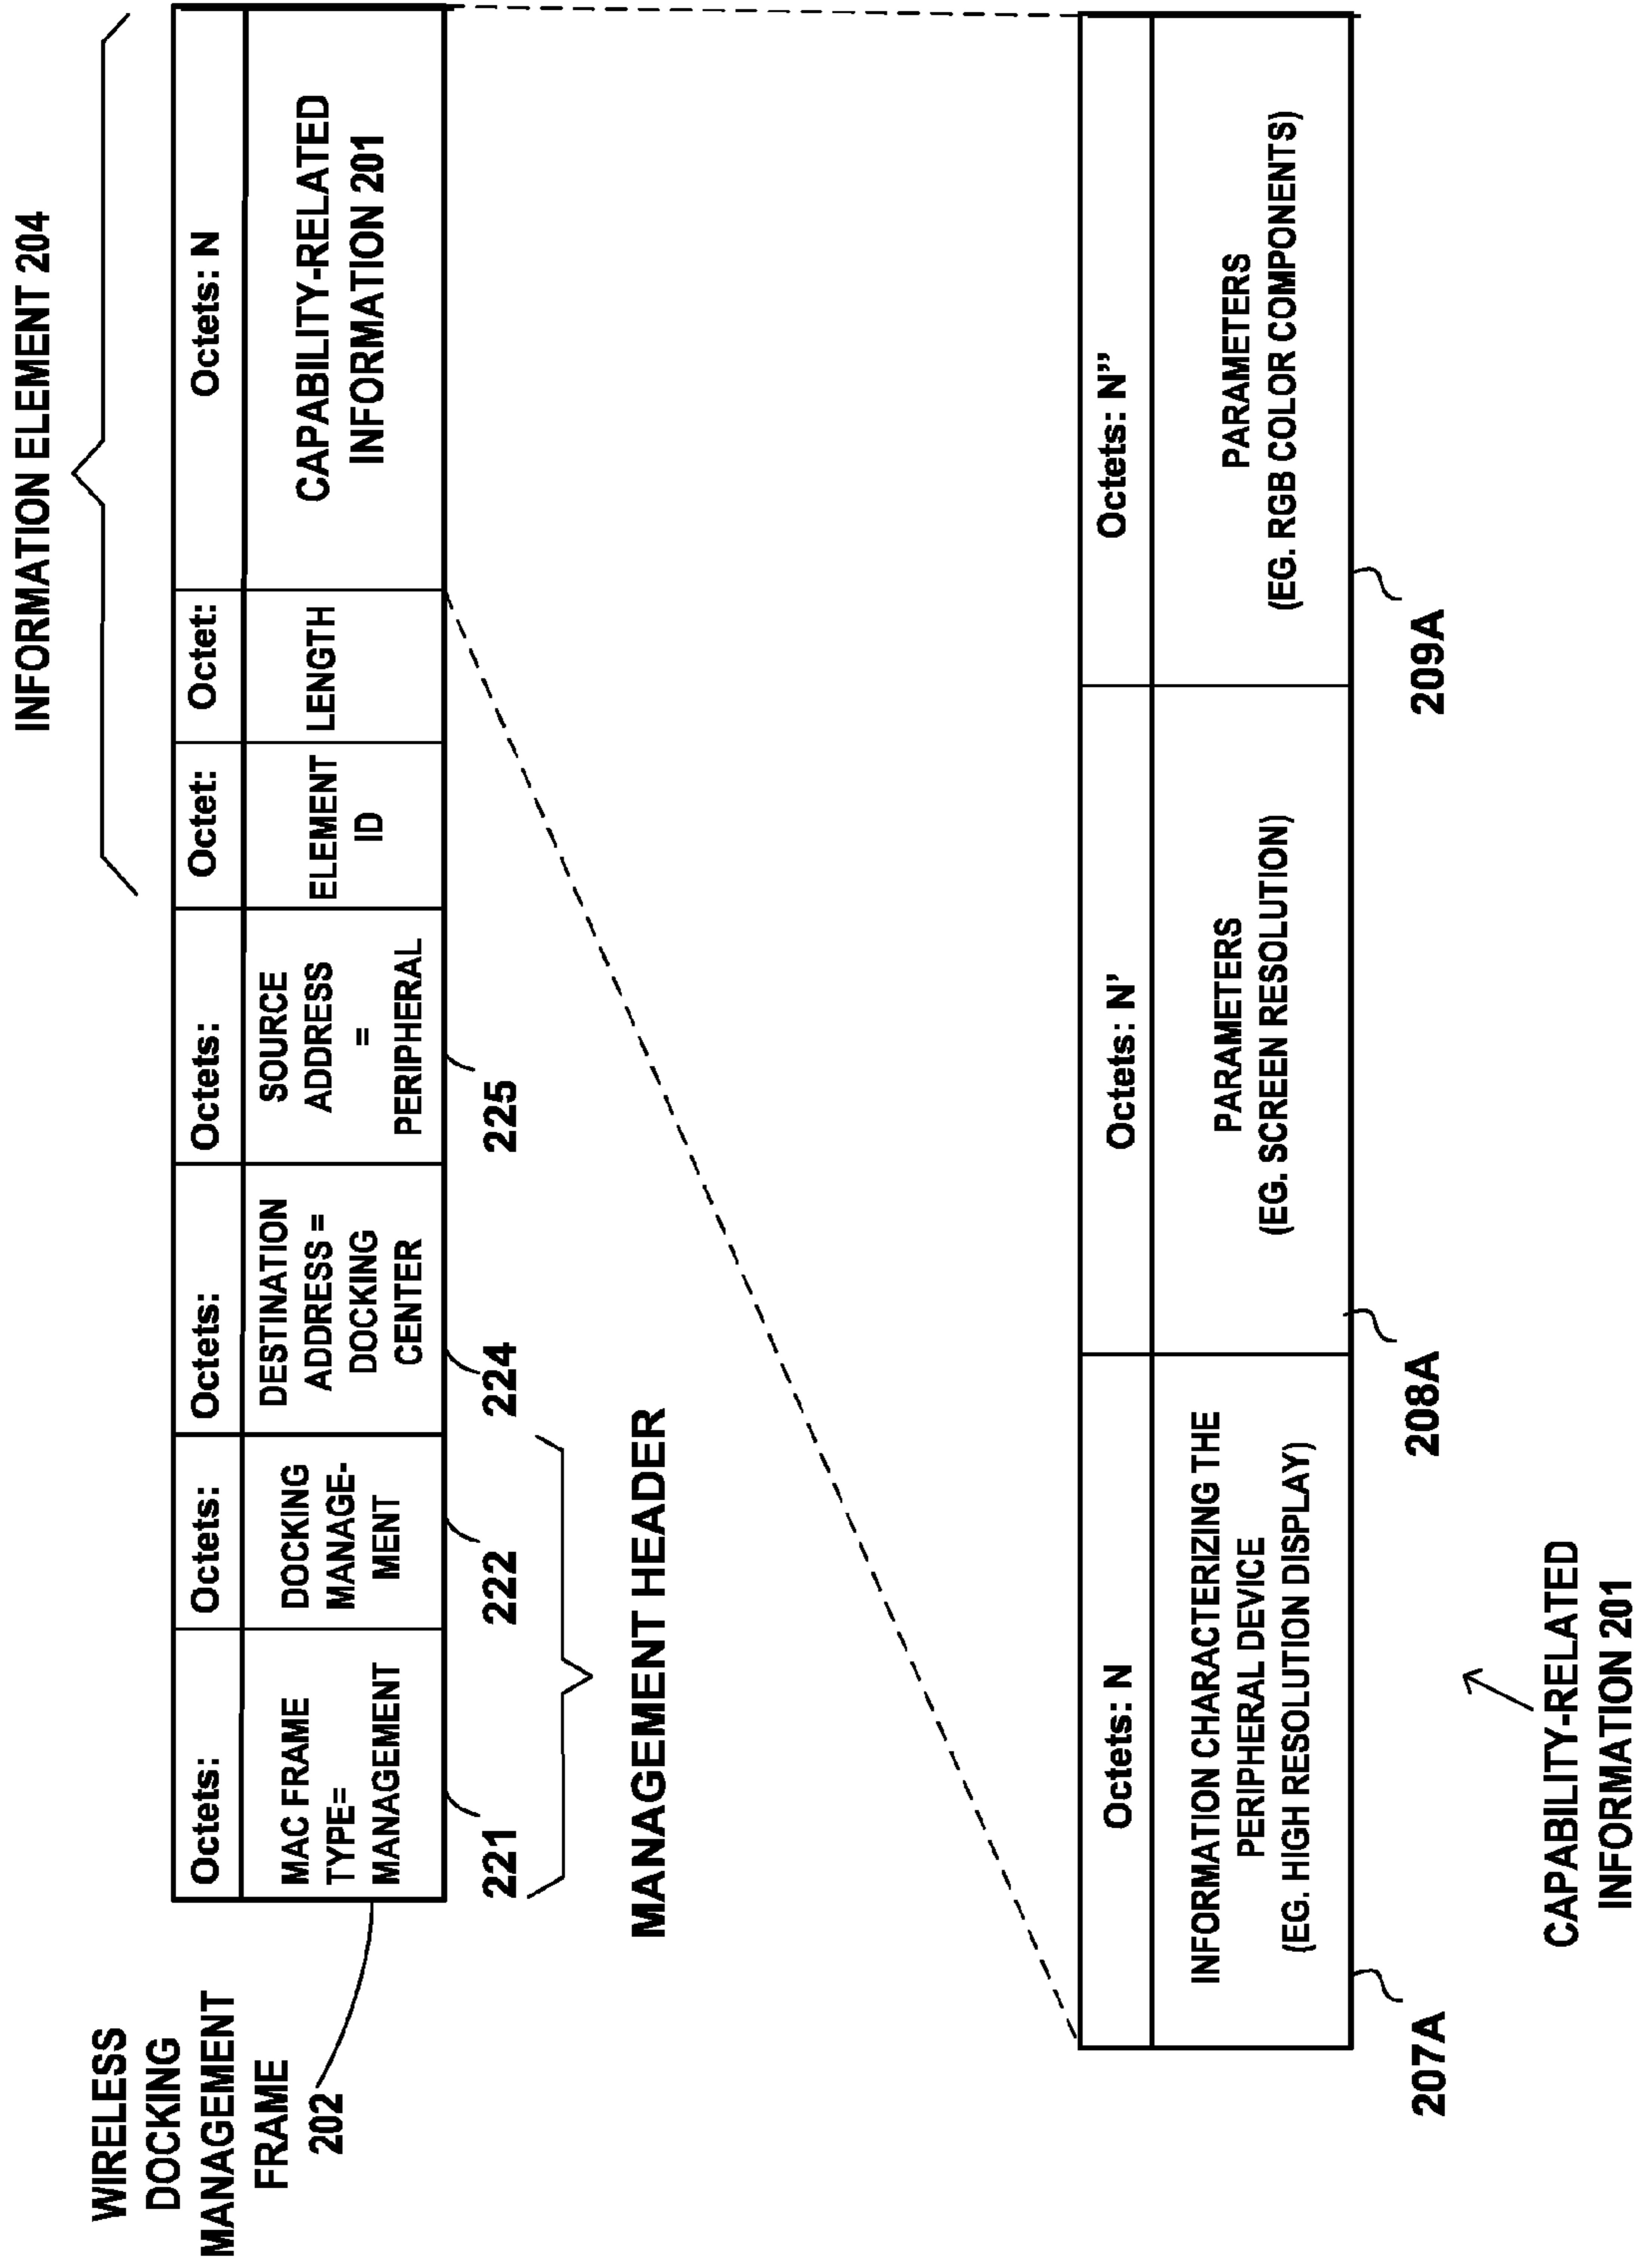 INFORMATION ELEMENT 204
WIRELESS
DOCKING
MANAGEMENT
FRAME
202
Octets:
MAC FRAME
TYPE=
MANAGEMENT
221
Octets:
DOCKING
MANAGE-
MENT
222
Octets:
DESTINATION
ADDRESS =
DOCKING
CENTER
224
Octets:
SOURCE
ADDRESS
=
PERIPHERAL
225
Octet:
ELEMENT
ID
Octet:
LENGTH
Octets: N
CAPABILITY-RELATED
INFORMATION 201
MANAGEMENT HEADER
Octets: N
INFORMATION CHARACTERIZING THE
PERIPHERAL DEVICE
(EG. HIGH RESOLUTION DISPLAY)
207A
Octets: N'
PARAMETERS
(EG. SCREEN RESOLUTION)
208A
Octets: N''
PARAMETERS
(EG. RGB COLOR COMPONENTS)
209A
CAPABILITY-RELATED
INFORMATION 201